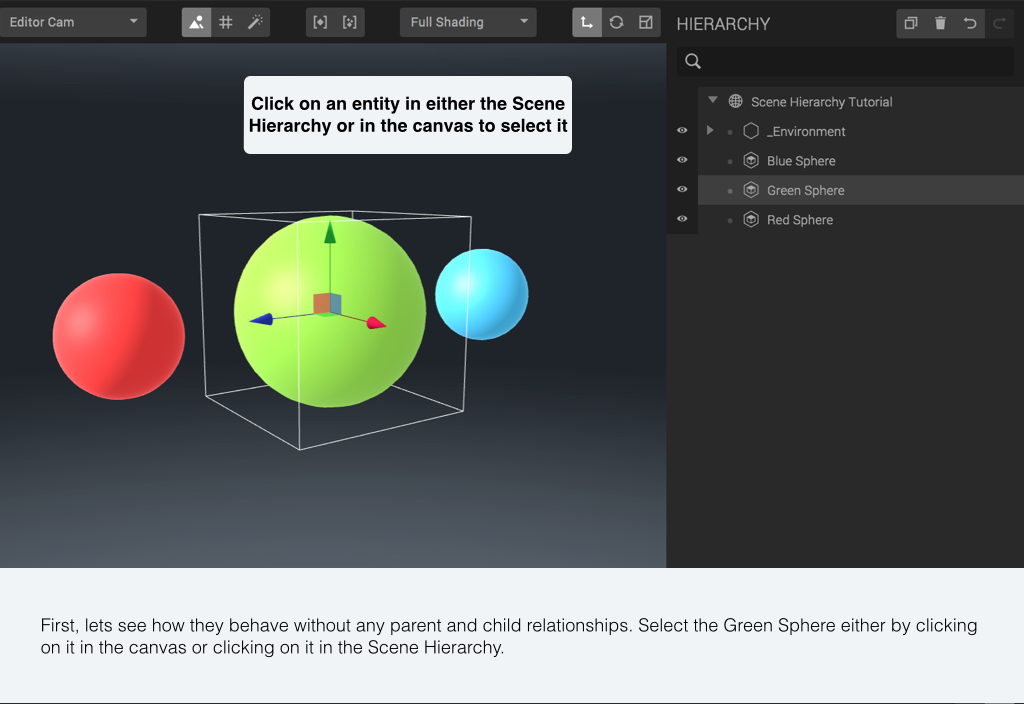 Editor Cam
Full Shading
HIERARCHY
Click on an entity in either the Scene
Hierarchy or in the canvas to select it
Scene Hierarchy Tutorial
_Environment
Blue Sphere
Green Sphere
Red Sphere
First, lets see how they behave without any parent and child relationships. Select the Green Sphere either by clicking
on it in the canvas or clicking on it in the Scene Hierarchy.